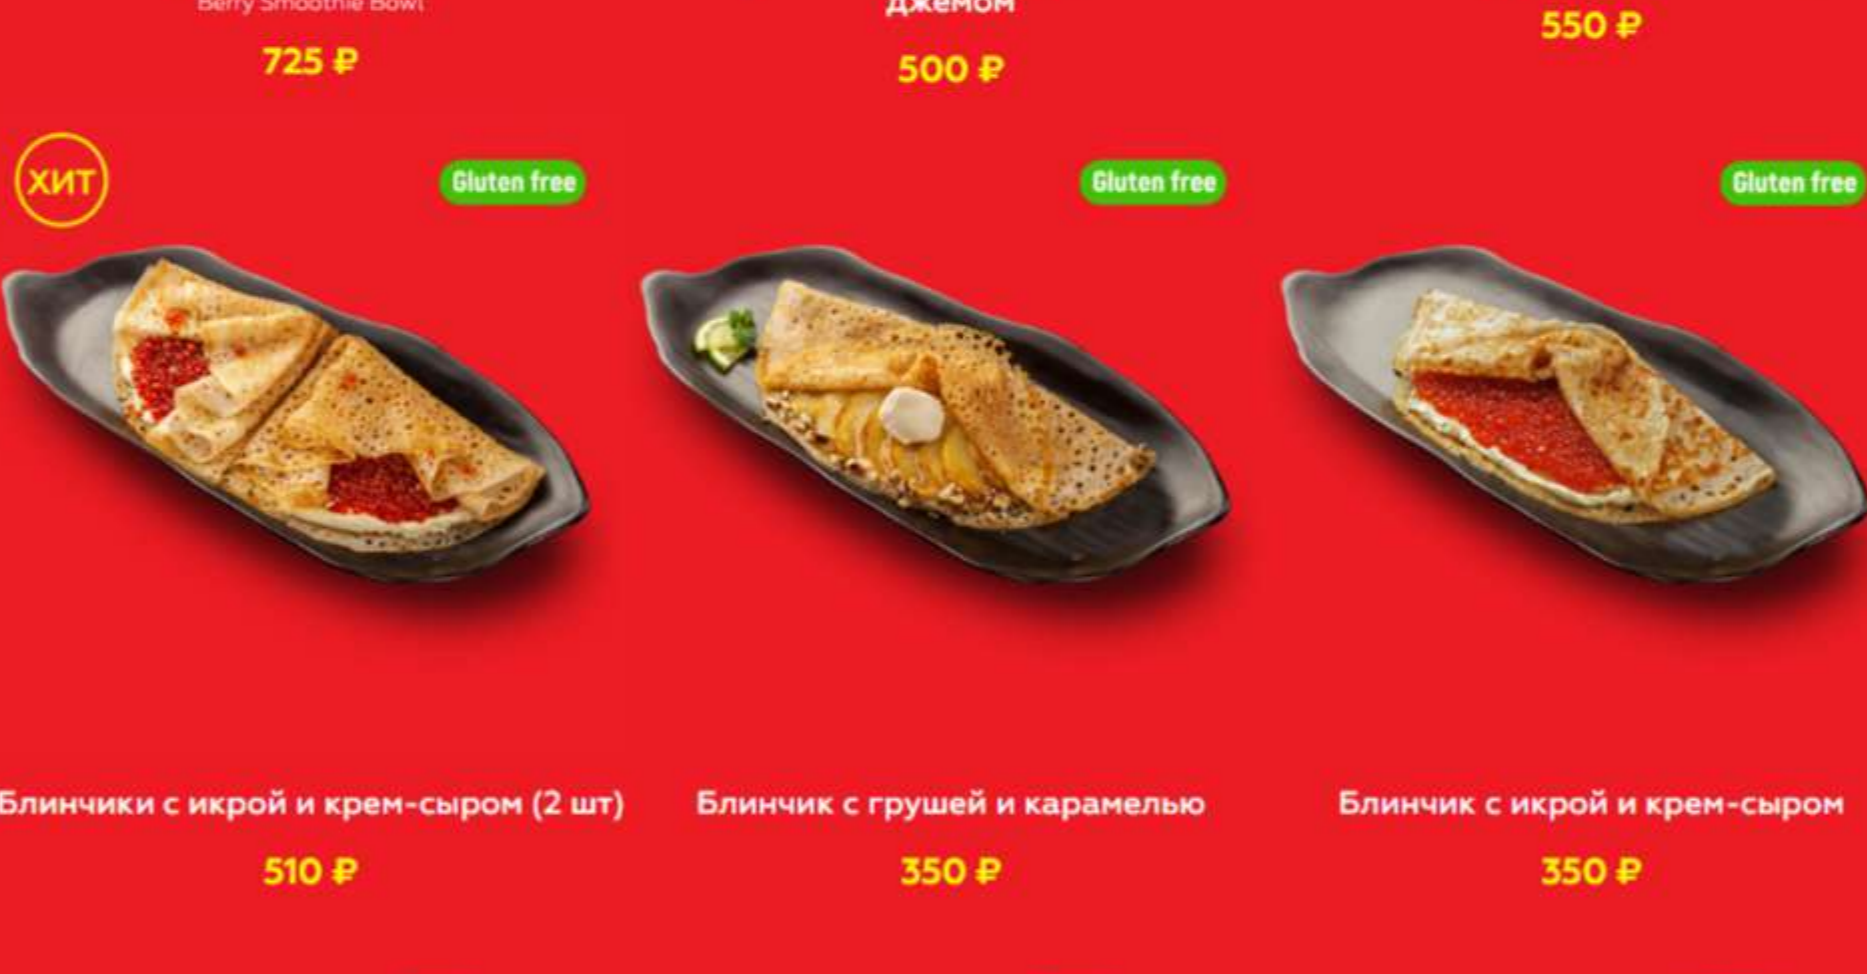 Berry Smoothie Bowl
джемом
550 ₽
725 ₽
500 ₽
ХИТ
Gluten free
Gluten free
Gluten free
Блинчики с икрой и крем-сыром (2 шт)
Блинчик с грушей и карамелью
Блинчик с икрой и крем-сыром
510 ₽
350 ₽
350 ₽